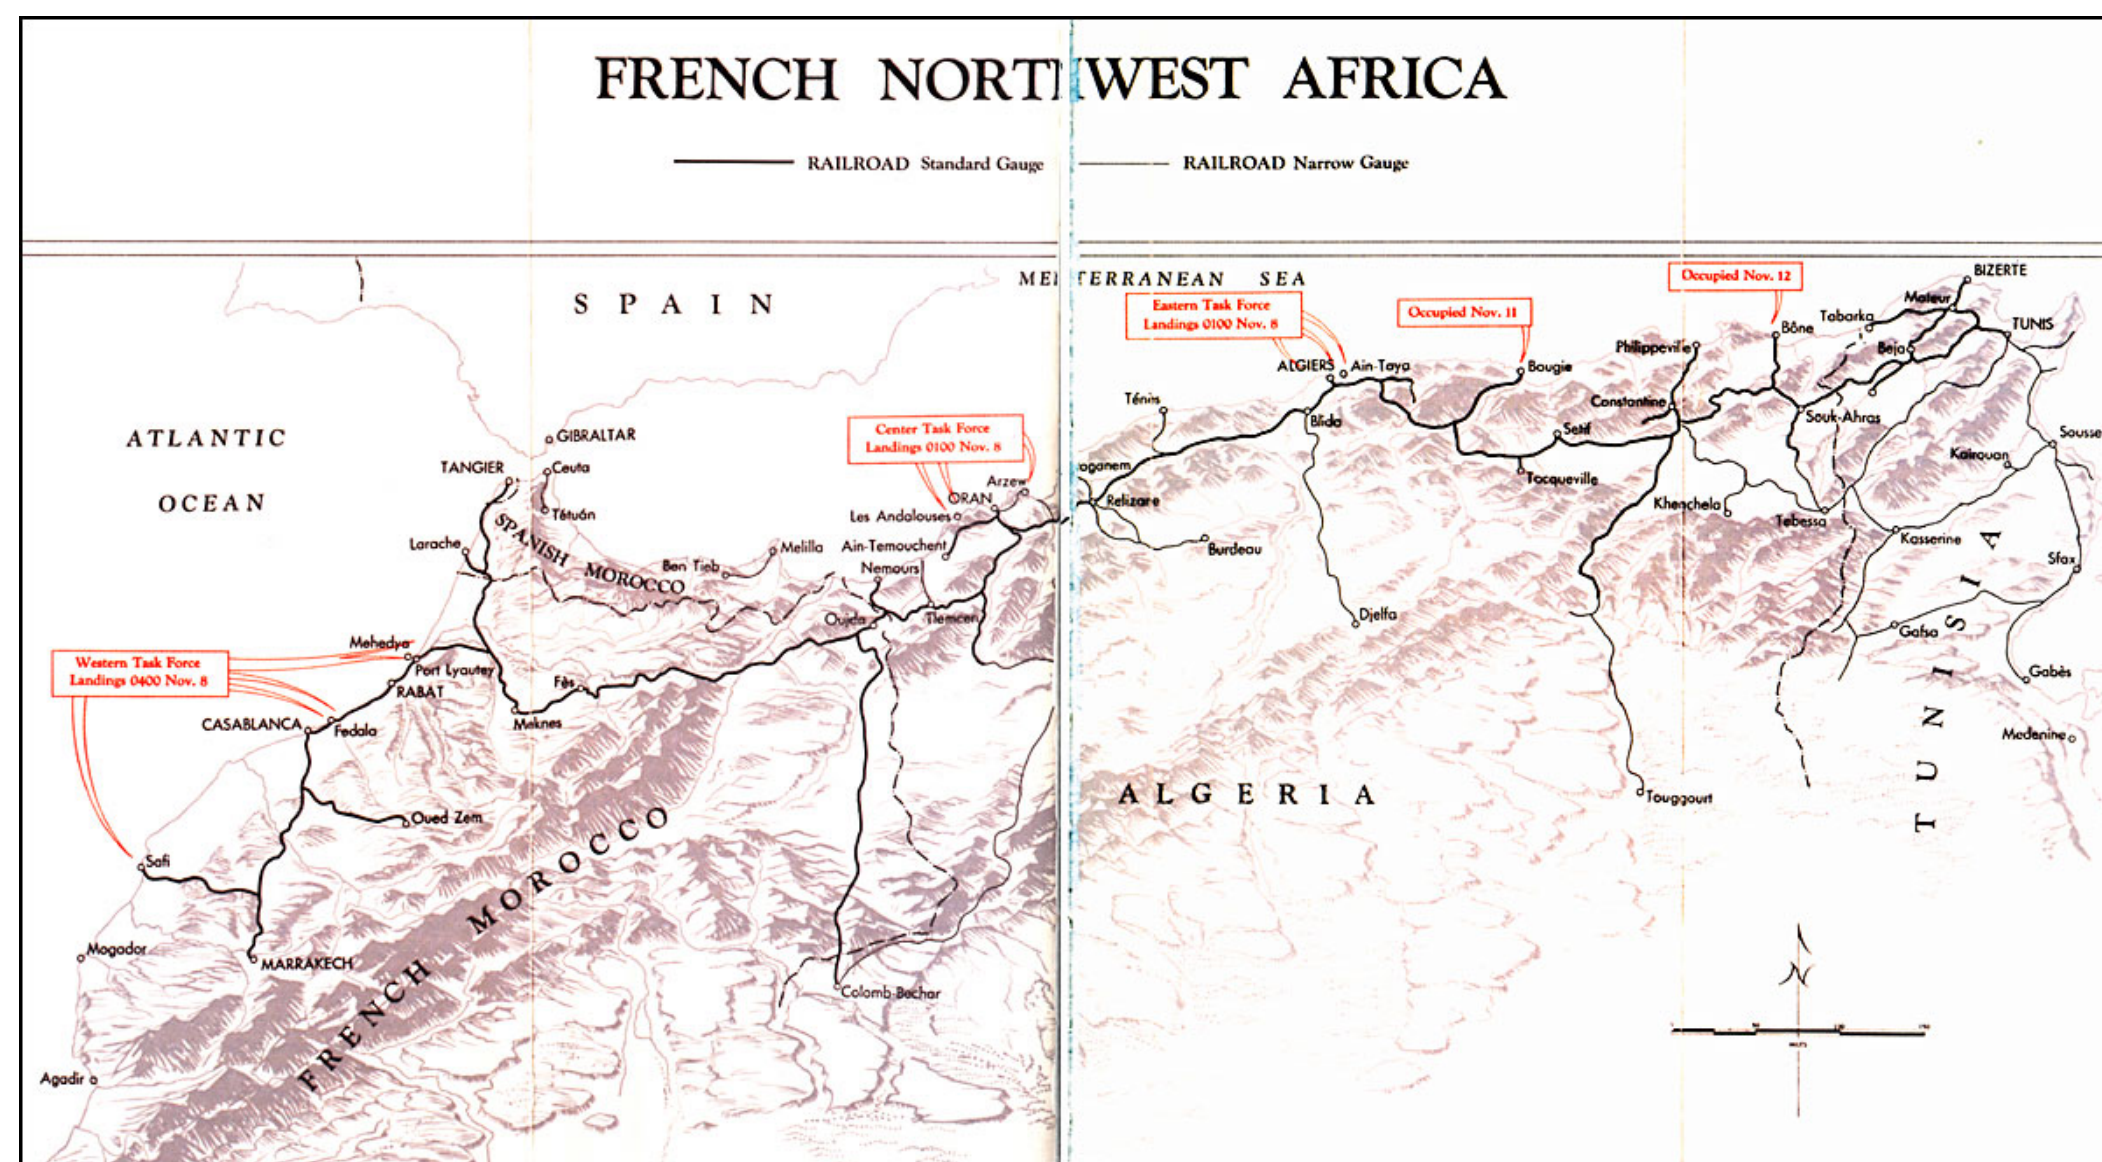 FRENCH NORTHWEST AFRICA
RAILROAD Standard Gauge
RAILROAD Narrow Gauge
MEDITERRANEAN SEA
SPAIN
ATLANTIC
OCEAN
Eastern Task Force
Landings 0100 Nov. 8
Occupied Nov. 11
Occupied Nov. 12
Center Task Force
Landings 0100 Nov. 8
Western Task Force
Landings 0400 Nov. 8
GIBRALTAR
TANGIER
Ceuta
Tétuán
SPANISH MOROCCO
Larache
Ben Tieb
Melilla
Arzew
ORAN
Les Andalouses
Ain-Temouchent
Nemours
Oujda
Tlemcen
Mehedya
Port Lyautey
RABAT
Fès
Meknes
CASABLANCA
Fedala
Oued Zem
Safi
Mogador
MARRAKECH
Agadir
FRENCH MOROCCO
Colomb-Bechar
ALGIERS
Ain-Taya
Bougie
Philippeville
Bône
Tabarka
Mateur
BIZERTE
TUNIS
Beja
Ténès
Blida
Constantine
Souk-Ahras
Setif
Tocqueville
oganem
Relizane
Burdeau
Khenchela
Tebessa
Kairouan
Sousse
Kasserine
Sfax
Djelfa
Gafsa
Gabès
Medenine
Touggourt
ALGERIA
TUNISIA
N
MILES